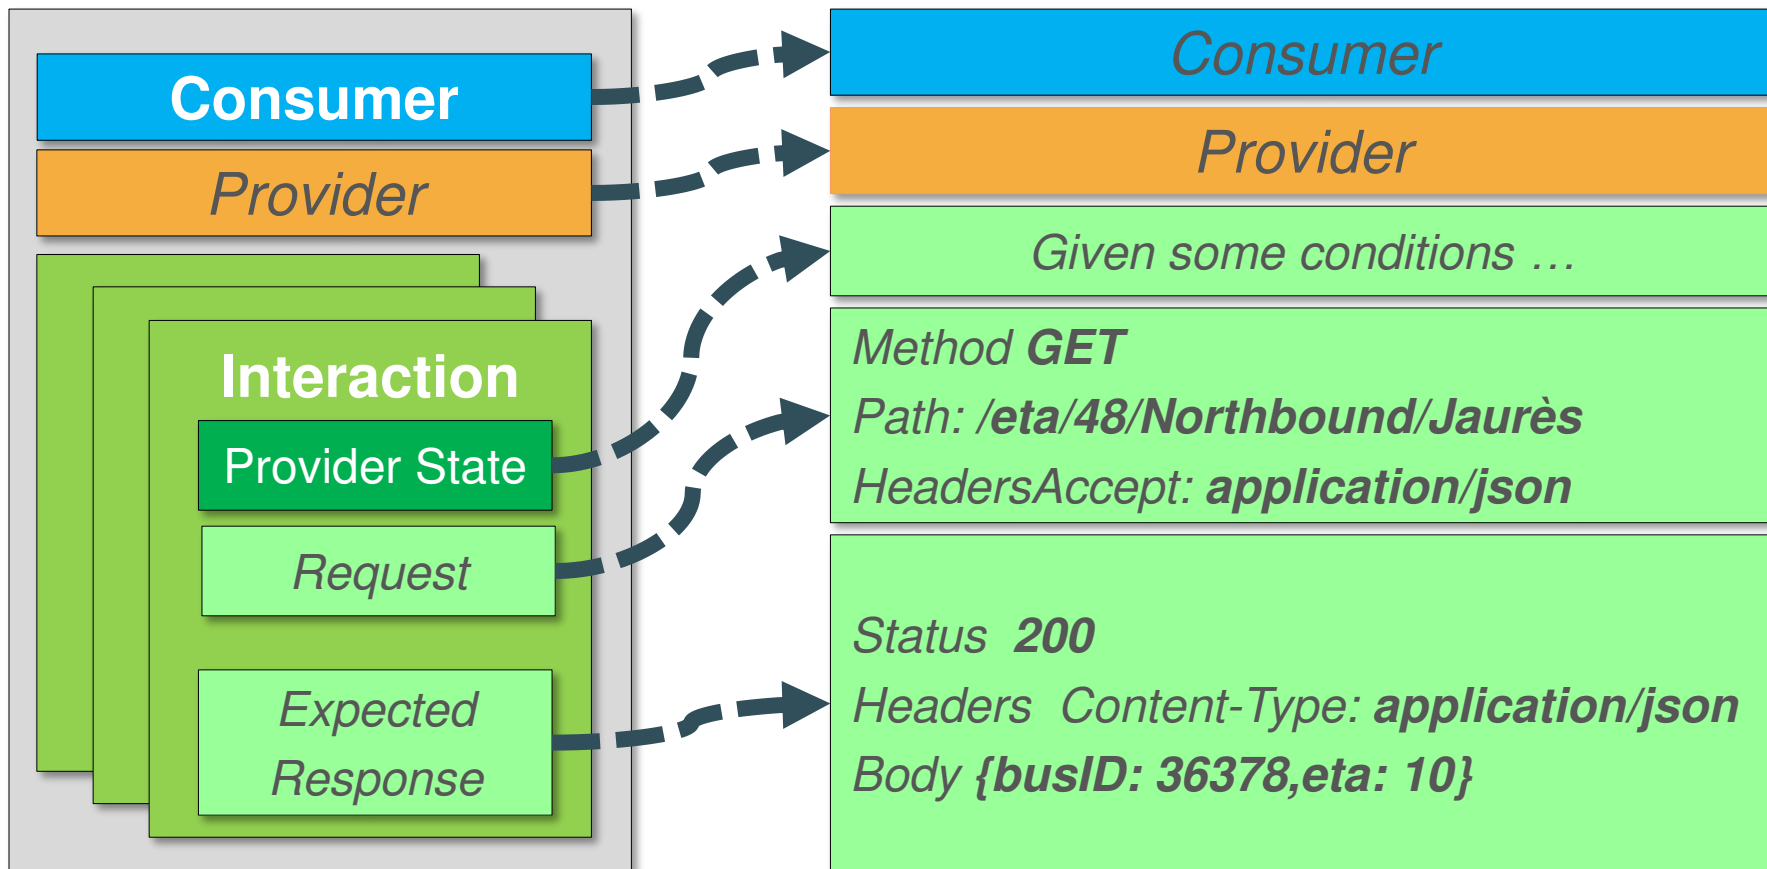 Consumer
Provider
Interaction
Provider State
Request
Expected
Response
Consumer
Provider
Given some conditions …
Method GET
Path: /eta/48/Northbound/Jaurès
HeadersAccept: application/json
Status  200
Headers  Content-Type: application/json
Body {busID: 36378,eta: 10}